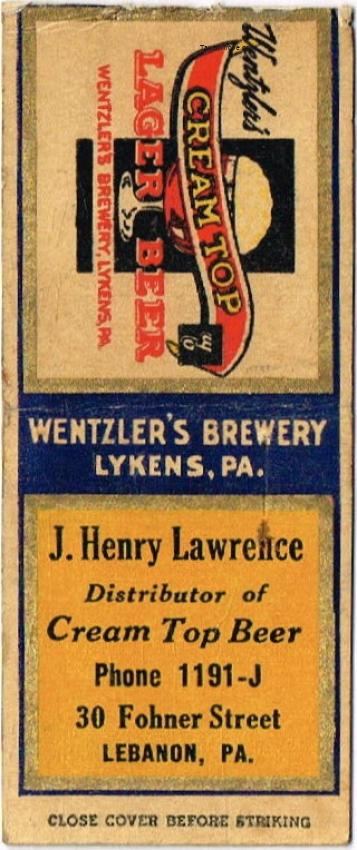 Wentzler's
CREAM TOP
LAGER BEER
WENTZLER'S BREWERY, LYKENS, PA.
WENTZLER'S BREWERY
LYKENS, PA.
J. Henry Lawrence
Distributor of
Cream Top Beer
Phone 1191-J
30 Fohner Street
LEBANON, PA.
CLOSE COVER BEFORE STRIKING